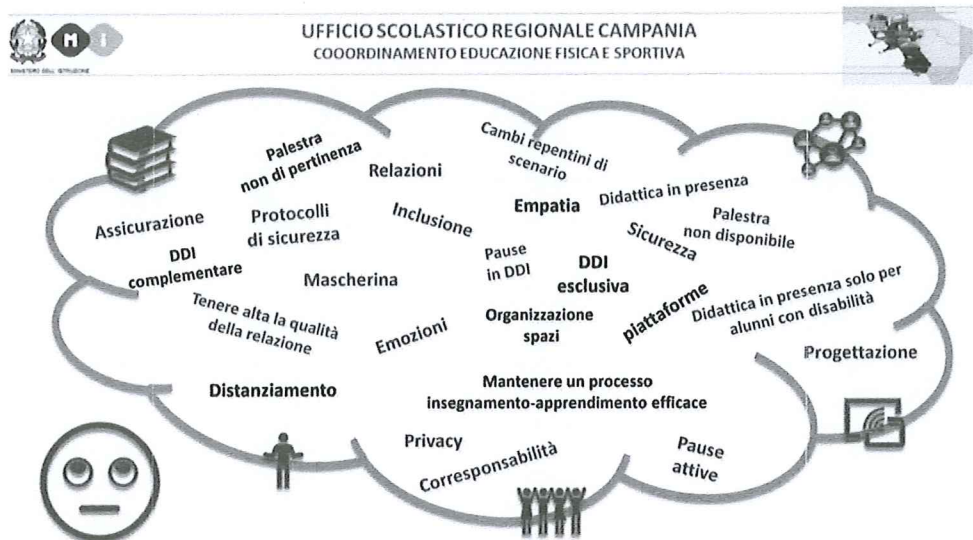 UFFICIO SCOLASTICO REGIONALE CAMPANIA
COOORDINAMENTO EDUCAZIONE FISICA E SPORTIVA
MINISTERO DELL' ISTRUZIONE
Palestra
non di pertinenza
Relazioni
Cambi repentini di
scenario
Empatia
Didattica in presenza
Assicurazione
Protocolli
di sicurezza
Inclusione
Sicurezza
Palestra
non disponibile
DDI
complementare
Mascherina
Pause
in DDI
DDI
esclusiva
Tenere alta la qualità
della relazione
Emozioni
Organizzazione
spazi
piattaforme
Didattica in presenza solo per
alunni con disabilità
Progettazione
Distanziamento
Mantenere un processo
insegnamento-apprendimento efficace
Privacy
Corresponsabilità
Pause
attive